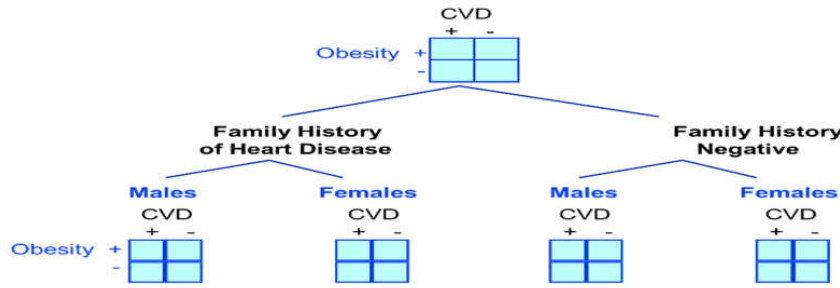 CVD
+ -
Obesity +
-
Family History
of Heart Disease
Family History
Negative
Males
Females
Males
Females
CVD
CVD
CVD
CVD
+ -
+ -
+ -
+ -
Obesity +
-